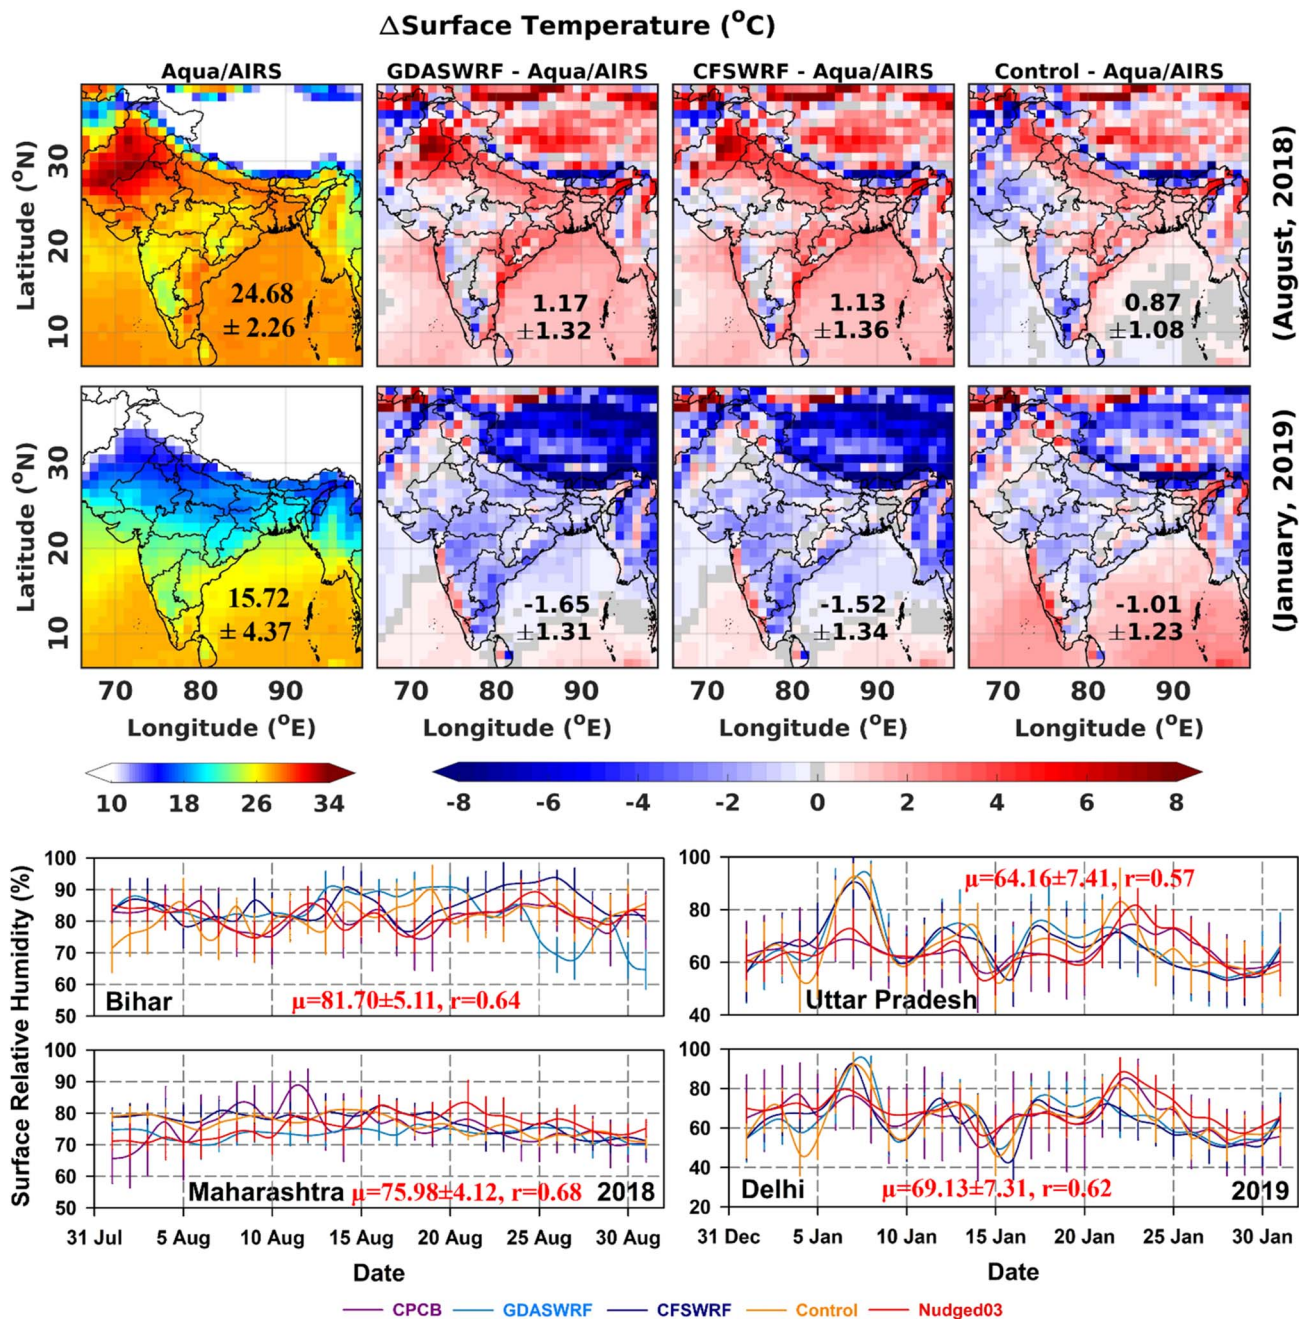 ΔSurface Temperature (°C)
Aqua/AIRS
GDASWRF - Aqua/AIRS
CFSWRF - Aqua/AIRS
Control - Aqua/AIRS
Latitude (°N)
30
20
10
24.68
± 2.26
1.17
±1.32
1.13
±1.36
0.87
±1.08
(August, 2018)
Latitude (°N)
30
20
10
15.72
± 4.37
-1.65
±1.31
-1.52
±1.34
-1.01
±1.23
(January, 2019)
70 80 90
70 80 90
70 80 90
70 80 90
Longitude (°E)
Longitude (°E)
Longitude (°E)
Longitude (°E)
10 18 26 34
-8 -6 -4 -2 0 2 4 6 8
Surface Relative Humidity (%)
100
90
80
70
60
50
Bihar
μ=81.70±5.11, r=0.64
100
80
60
40
μ=64.16±7.41, r=0.57
Uttar Pradesh
100
90
80
70
60
50
Maharashtra μ=75.98±4.12, r=0.68 2018
100
80
60
40
20
Delhi μ=69.13±7.31, r=0.62 2019
31 Jul 5 Aug 10 Aug 15 Aug 20 Aug 25 Aug 30 Aug
31 Dec 5 Jan 10 Jan 15 Jan 20 Jan 25 Jan 30 Jan
Date
Date
CPCB GDASWRF CFSWRF Control Nudged03